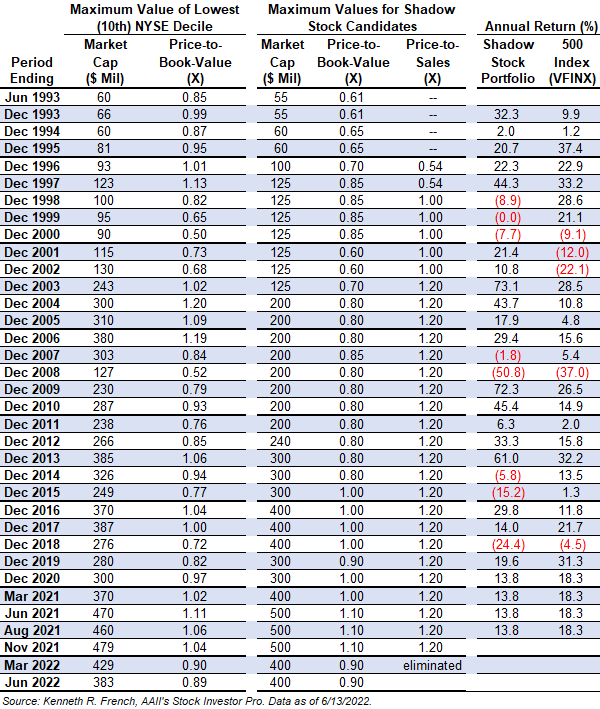 Maximum Value of Lowest (10th) NYSE Decile Maximum Values for Shadow Stock Candidates Annual Return (%)
Period Ending Market Cap ($ Mil) Price-to-Book-Value (X) Market Cap ($ Mil) Price-to-Book-Value (X) Price-to-Sales (X) Shadow Stock Portfolio 500 Index (VFINX)
Jun 1993 60 0.85 55 0.61 --
Dec 1993 66 0.99 55 0.61 -- 32.3 9.9
Dec 1994 60 0.87 60 0.65 -- 2.0 1.2
Dec 1995 81 0.95 60 0.65 -- 20.7 37.4
Dec 1996 93 1.01 100 0.70 0.54 22.3 22.9
Dec 1997 123 1.13 125 0.85 0.54 44.3 33.2
Dec 1998 100 0.82 125 0.85 1.00 (8.9) 28.6
Dec 1999 95 0.65 125 0.85 1.00 (0.0) 21.1
Dec 2000 90 0.50 125 0.85 1.00 (7.7) (9.1)
Dec 2001 115 0.73 125 0.60 1.00 21.4 (12.0)
Dec 2002 130 0.68 125 0.60 1.00 10.8 (22.1)
Dec 2003 243 1.02 125 0.70 1.20 73.1 28.5
Dec 2004 300 1.20 200 0.80 1.20 43.7 10.8
Dec 2005 310 1.09 200 0.80 1.20 17.9 4.8
Dec 2006 380 1.19 200 0.80 1.20 29.4 15.6
Dec 2007 303 0.84 200 0.85 1.20 (1.8) 5.4
Dec 2008 127 0.52 200 0.80 1.20 (50.8) (37.0)
Dec 2009 230 0.79 200 0.80 1.20 72.3 26.5
Dec 2010 287 0.93 200 0.80 1.20 45.4 14.9
Dec 2011 238 0.76 200 0.80 1.20 6.3 2.0
Dec 2012 266 0.85 240 0.80 1.20 33.3 15.8
Dec 2013 385 1.06 300 0.80 1.20 61.0 32.2
Dec 2014 326 0.94 300 0.80 1.20 (5.8) 13.5
Dec 2015 249 0.77 300 1.00 1.20 (15.2) 1.3
Dec 2016 370 1.04 400 1.00 1.20 29.8 11.8
Dec 2017 387 1.00 400 1.00 1.20 14.0 21.7
Dec 2018 276 0.72 400 1.00 1.20 (24.4) (4.5)
Dec 2019 280 0.82 300 0.90 1.20 19.6 31.3
Dec 2020 300 0.97 300 0.90 1.20 13.8 18.3
Mar 2021 370 1.02 400 1.00 1.20 13.8 18.3
Jun 2021 470 1.11 500 1.10 1.20 13.8 18.3
Aug 2021 460 1.06 500 1.10 1.20 13.8 18.3
Nov 2021 479 1.04 500 1.10 1.20
Mar 2022 429 0.90 400 0.90 eliminated
Jun 2022 383 0.89 400 0.90
Source: Kenneth R. French, AAII's Stock Investor Pro. Data as of 6/13/2022.